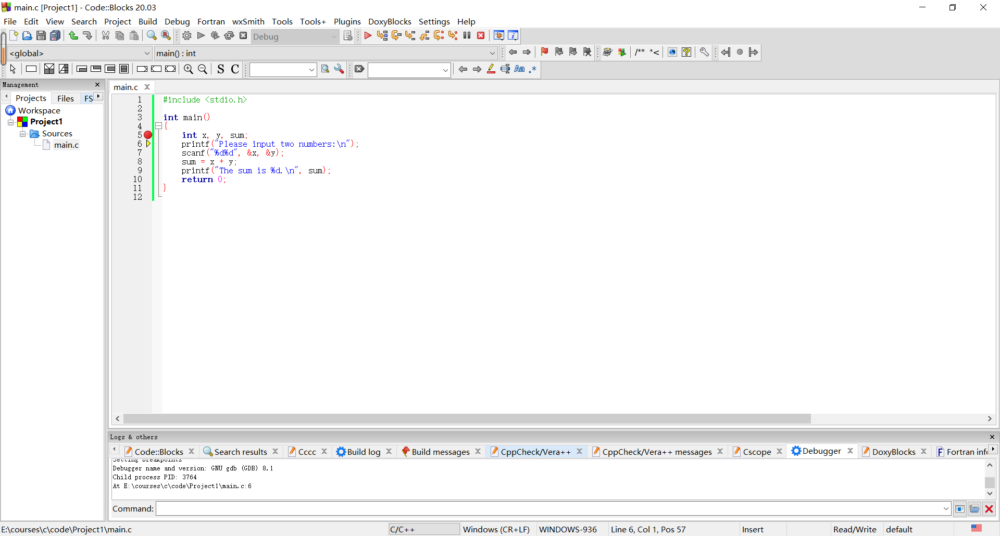 main.c [Project1] - Code::Blocks 20.03
File Edit View Search Project Build Debug Fortran wxSmith Tools Tools+ Plugins DoxyBlocks Settings Help
Debug
<global> main() : int
/** *<
S C Aa .*
Management
Projects Files FS
Workspace
Project1
Sources
main.c
main.c
1 #include <stdio.h>
2
3 int main()
4 {
5 int x, y, sum;
6 printf("Please input two numbers:\n");
7 scanf("%d%d", &x, &y);
8 sum = x + y;
9 printf("The sum is %d.\n", sum);
10 return 0;
11 }
12
Logs & others
Code::Blocks Search results Cccc Build log Build messages CppCheck/Vera++ CppCheck/Vera++ messages Cscope Debugger DoxyBlocks Fortran info
Setting breakpoints
Debugger name and version: GNU gdb (GDB) 8.1
Child process PID: 3764
At E:\courses\c\code\Project1\main.c:6
Command:
E:\courses\c\code\Project1\main.c C/C++ Windows (CR+LF) WINDOWS-936 Line 6, Col 1, Pos 57 Insert Read/Write default